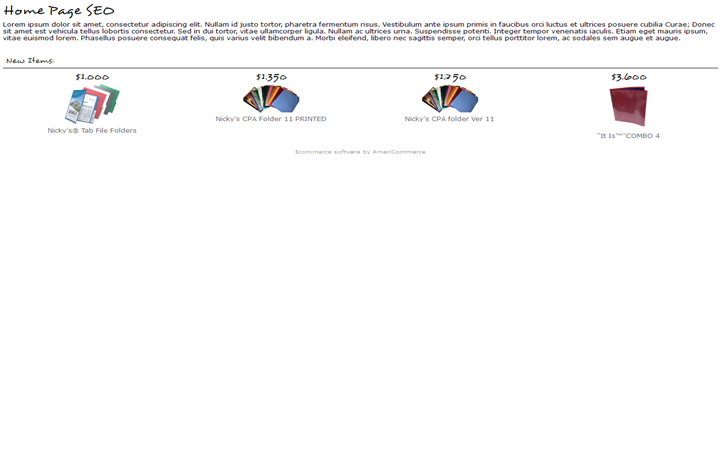 Home Page SEO
Lorem ipsum dolor sit amet, consectetur adipiscing elit. Nullam id justo tortor, pharetra fermentum risus. Vestibulum ante ipsum primis in faucibus orci luctus et ultrices posuere cubilia Curae; Donec
sit amet est vehicula tellus lobortis consectetur. Sed in dui tortor, vitae ullamcorper ligula. Nullam ac ultrices urna. Suspendisse potenti. Integer tempor venenatis iaculis. Etiam eget mauris ipsum,
vitae euismod lorem. Phasellus posuere consequat felis, quis varius velit bibendum a. Morbi eleifend, libero nec sagittis semper, orci tellus porttitor lorem, ac sodales sem augue et augue.
New Items:
$1.000 $1.350 $1.250 $3.600
Nicky's® Tab File Folders
Nicky's CPA Folder 11 PRINTED
Nicky's CPA folder Ver 11
"It Is™"COMBO 4
Ecommerce software by AmeriCommerce